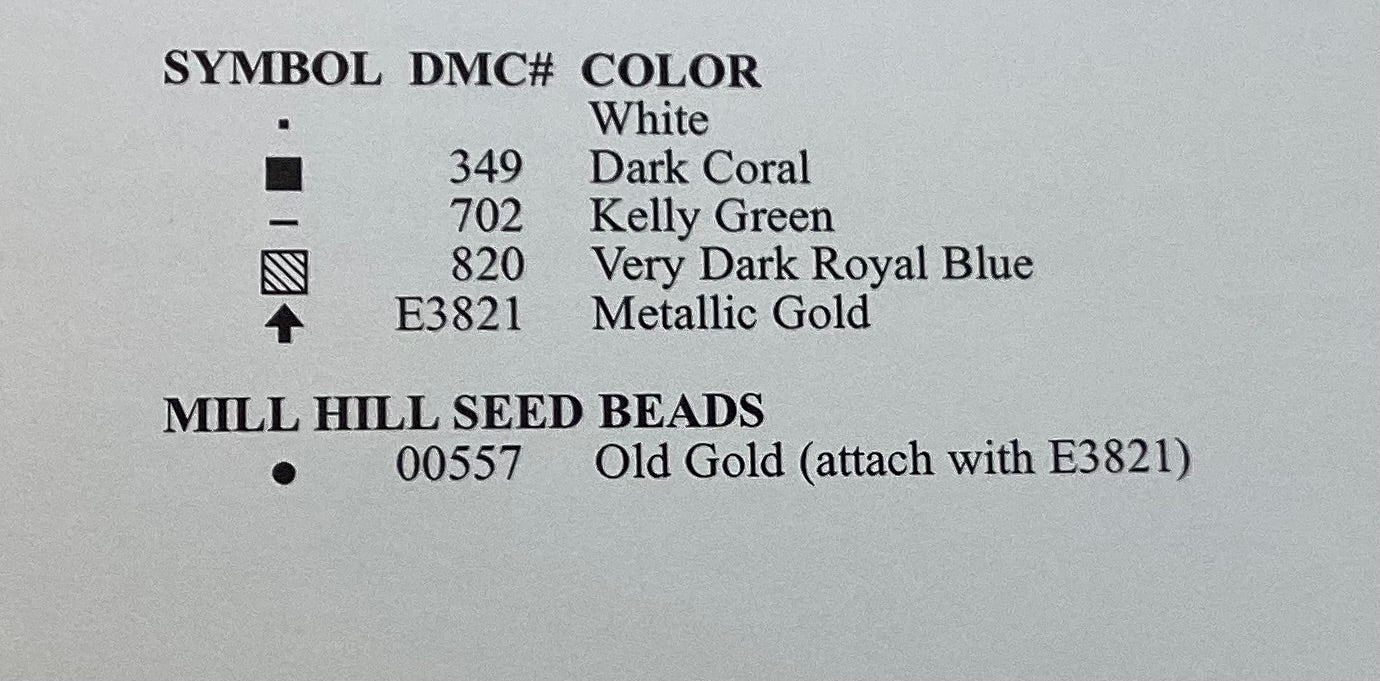 SYMBOL DMC# COLOR
▪ White
■ 349 Dark Coral
– 702 Kelly Green
▧ 820 Very Dark Royal Blue
⬆ E3821 Metallic Gold
MILL HILL SEED BEADS
● 00557 Old Gold (attach with E3821)